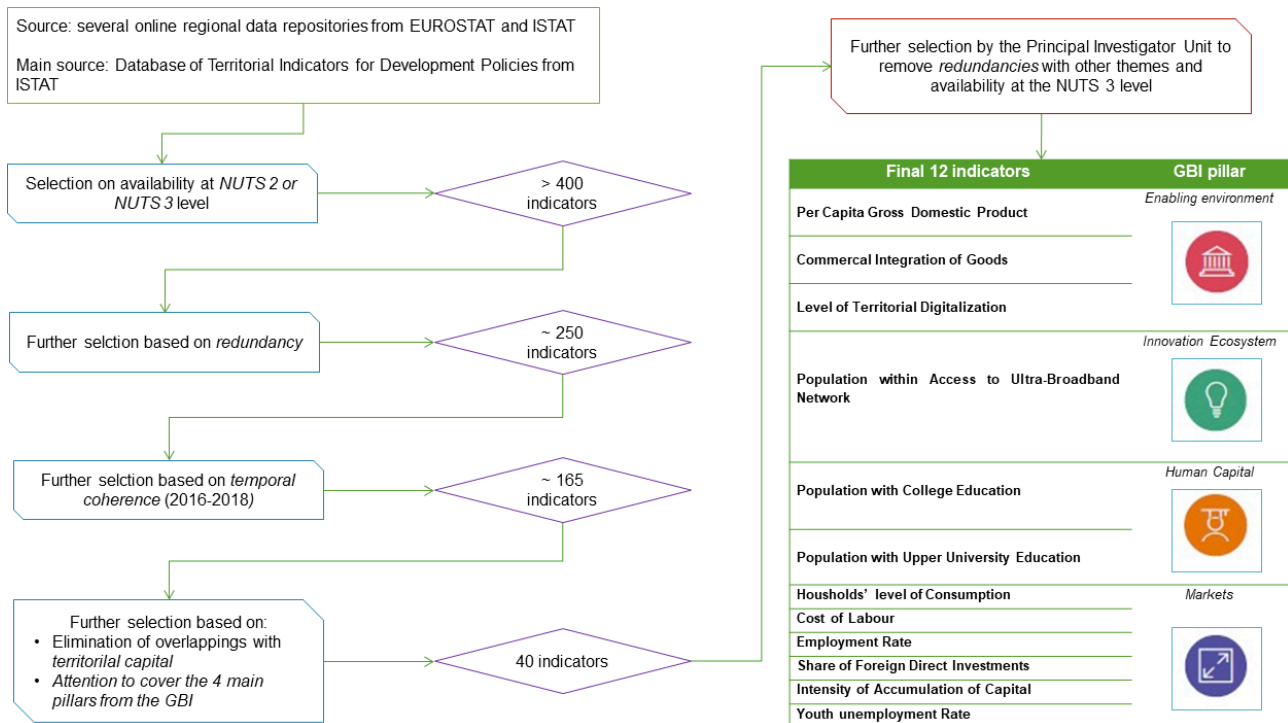 Source: several online regional data repositories from EUROSTAT and ISTAT
Main source: Database of Territorial Indicators for Development Policies from
ISTAT
Selection on availability at NUTS 2 or
NUTS 3 level
> 400
indicators
Further selction based on redundancy
~ 250
indicators
Further selction based on temporal
coherence (2016-2018)
~ 165
indicators
Further selection based on:
• Elimination of overlappings with
territorial capital
• Attention to cover the 4 main
pillars from the GBI
40 indicators
Further selection by the Principal Investigator Unit to
remove redundancies with other themes and
availability at the NUTS 3 level
Final 12 indicators GBI pillar
Enabling environment
Per Capita Gross Domestic Product
Commercal Integration of Goods
Level of Territorial Digitalization
Innovation Ecosystem
Population within Access to Ultra-Broadband
Network
Human Capital
Population with College Education
Population with Upper University Education
Housholds' level of Consumption Markets
Cost of Labour
Employment Rate
Share of Foreign Direct Investments
Intensity of Accumulation of Capital
Youth unemployment Rate